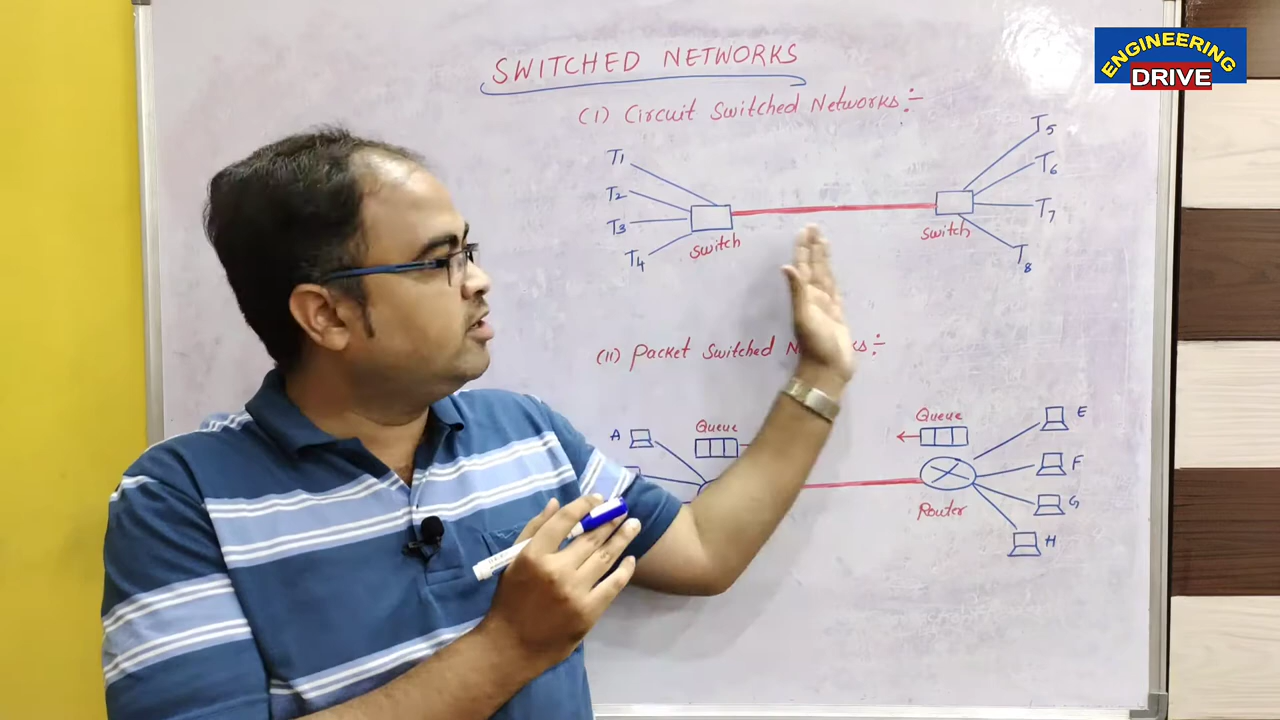 ENGINEERING
DRIVE
SWITCHED NETWORKS
(I) Circuit Switched Networks:-
T1
T2
T3
T4
Switch
T5
T6
T7
T8
Switch
(II) Packet Switched
Queue
A
Queue
Router
E
F
G
H